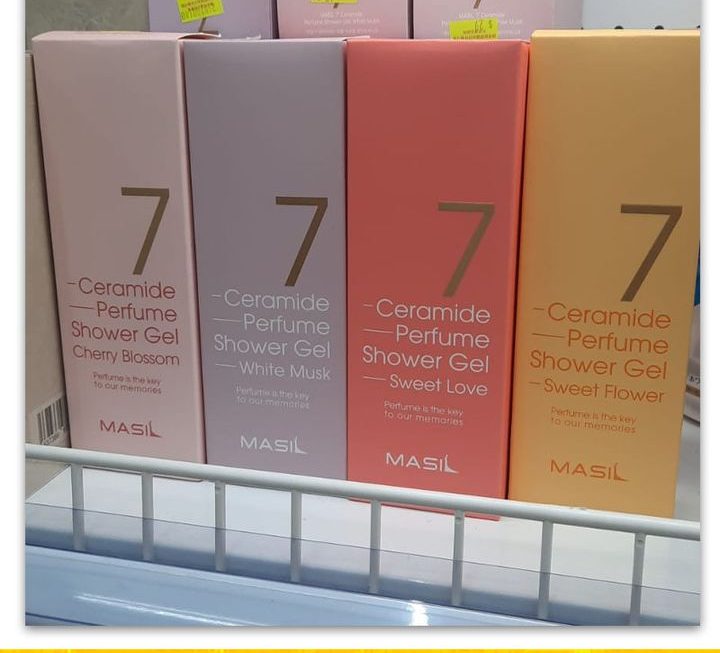 7
Ceramide
Perfume
Shower Gel
Cherry Blossom
Perfume is the key
to our memories
MASIL
7
Ceramide
Perfume
Shower Gel
White Musk
Perfume is the key
to our memories
MASIL
7
Ceramide
Perfume
Shower Gel
Sweet Love
Perfume is the key
to our memories
MASIL
7
Ceramide
Perfume
Shower Gel
Sweet Flower
Perfume is the key
to our memories
MASIL